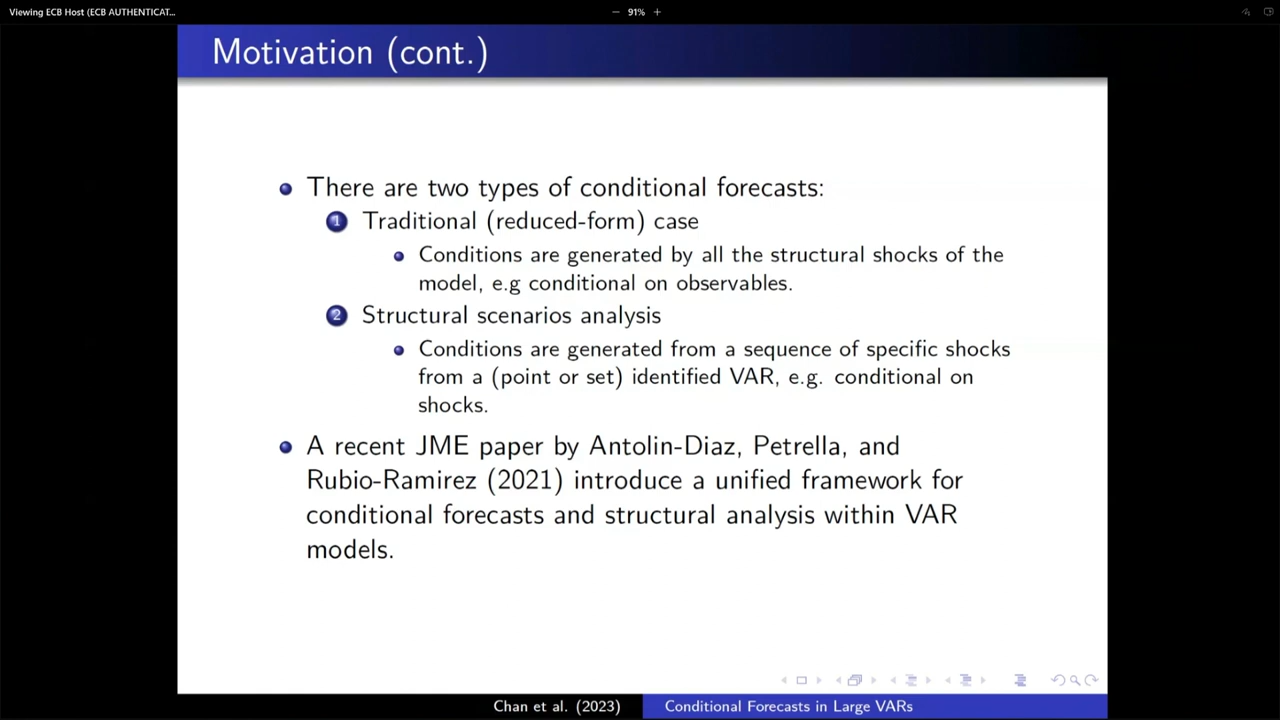 Viewing ECB Host (ECB AUTHENTICAT...
− 91% +
Motivation (cont.)
There are two types of conditional forecasts:
1 Traditional (reduced-form) case
Conditions are generated by all the structural shocks of the
model, e.g conditional on observables.
2 Structural scenarios analysis
Conditions are generated from a sequence of specific shocks
from a (point or set) identified VAR, e.g. conditional on
shocks.
A recent JME paper by Antolin-Diaz, Petrella, and
Rubio-Ramirez (2021) introduce a unified framework for
conditional forecasts and structural analysis within VAR
models.
Chan et al. (2023)
Conditional Forecasts in Large VARs